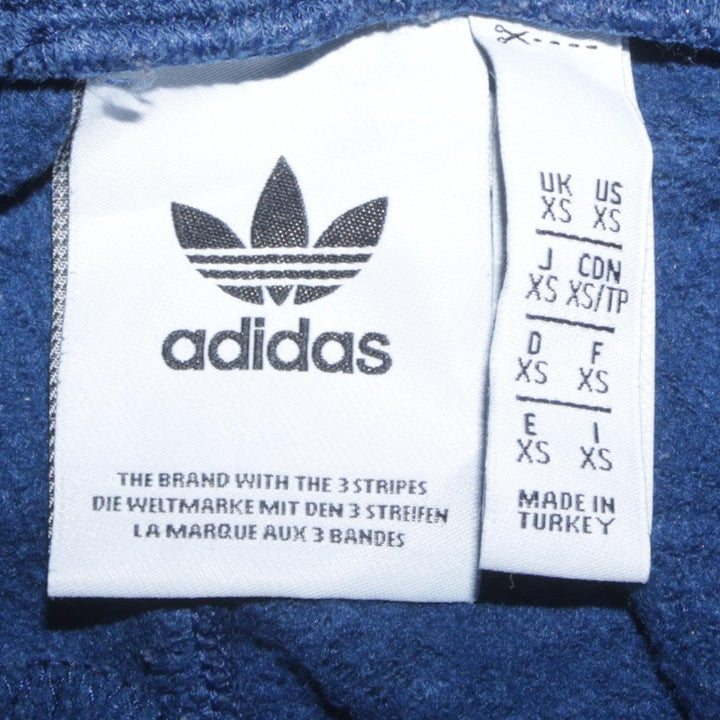 adidas
THE BRAND WITH THE 3 STRIPES
DIE WELTMARKE MIT DEN 3 STREIFEN
LA MARQUE AUX 3 BANDES
UK US
XS XS
J CDN
XS XS/TP
D F
XS XS
E I
XS XS
MADE IN
TURKEY